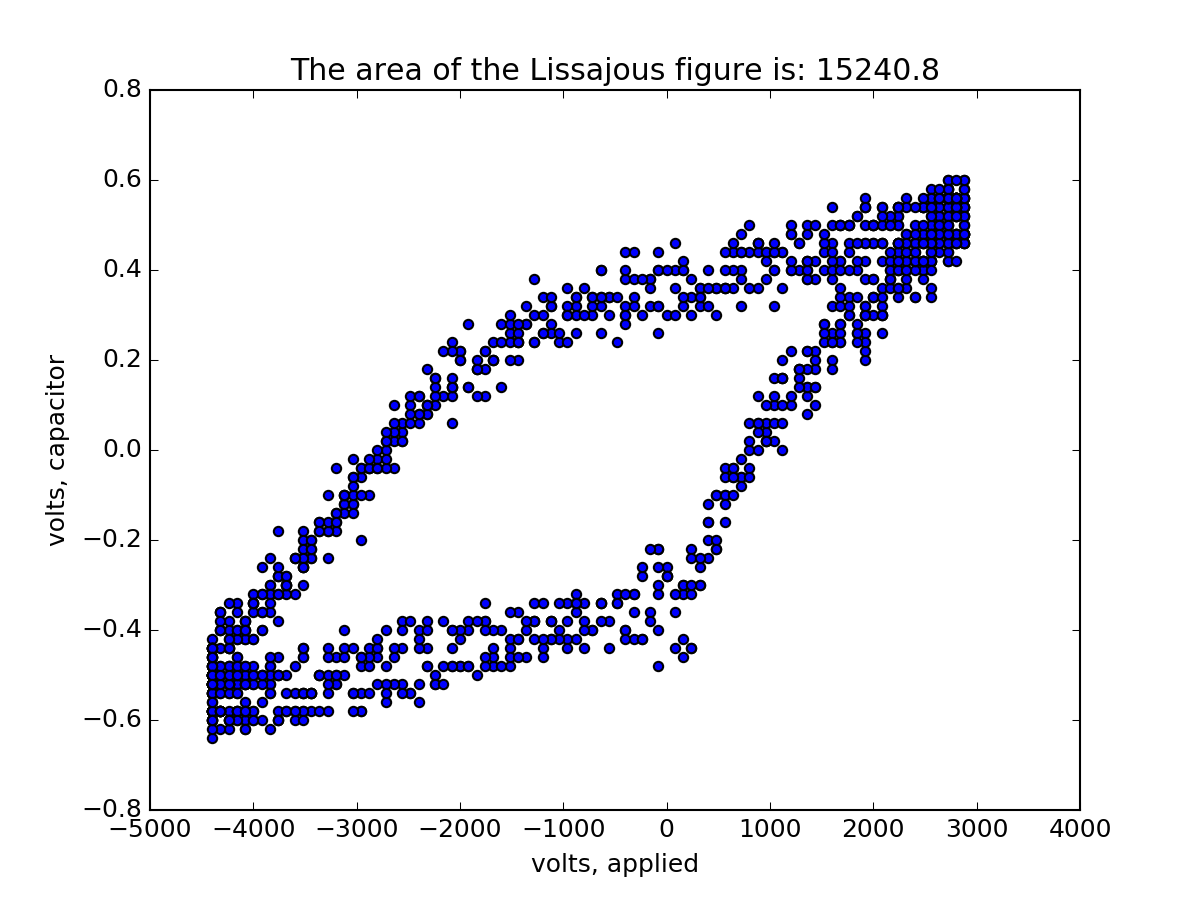 The area of the Lissajous figure is: 15240.8
0.8
0.6
0.4
0.2
0.0
−0.2
−0.4
−0.6
−0.8
volts, capacitor
−5000 −4000 −3000 −2000 −1000 0 1000 2000 3000 4000
volts, applied